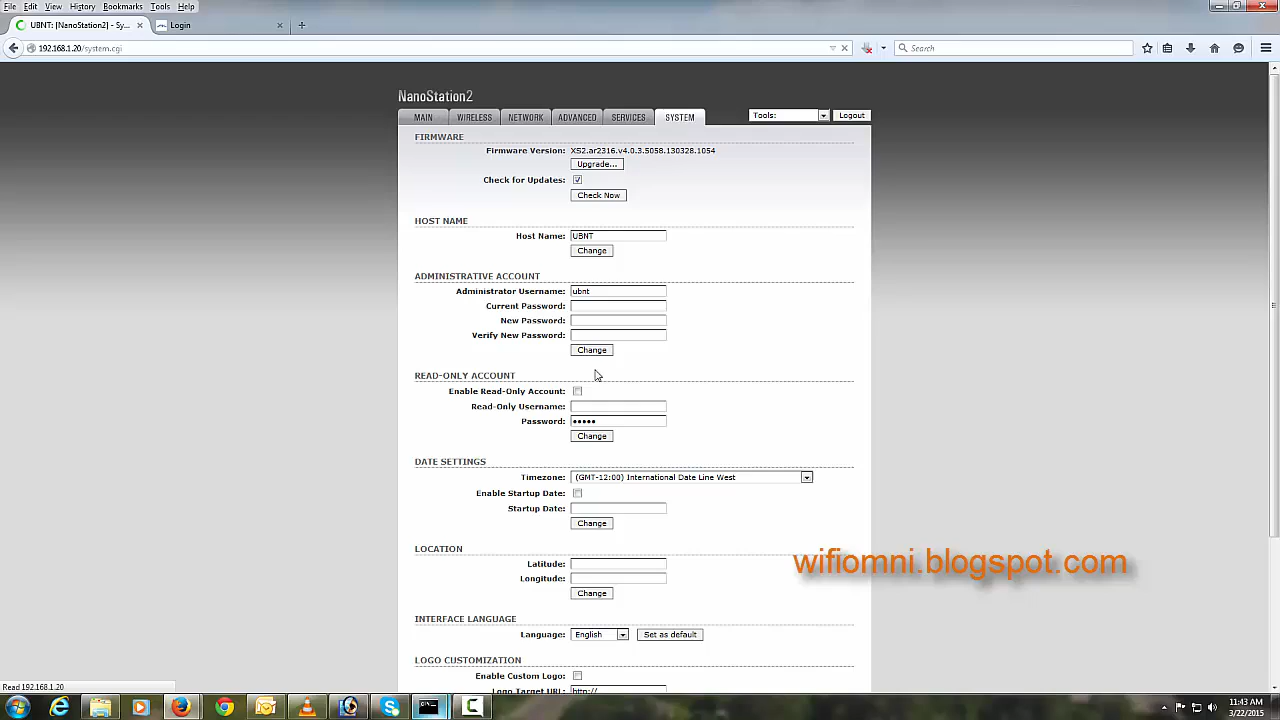 File Edit View History Bookmarks Tools Help
UBNT: [NanoStation2] - Sy... × Login × +
192.168.1.20/system.cgi
Search
NanoStation2
MAIN WIRELESS NETWORK ADVANCED SERVICES SYSTEM Tools: Logout
FIRMWARE
Firmware Version: XS2.ar2316.v4.0.3.5058.130328.1054
Upgrade...
Check for Updates:
Check Now
HOST NAME
Host Name: UBNT
Change
ADMINISTRATIVE ACCOUNT
Administrator Username: ubnt
Current Password:
New Password:
Verify New Password:
Change
READ-ONLY ACCOUNT
Enable Read-Only Account:
Read-Only Username:
Password: •••••
Change
DATE SETTINGS
Timezone: (GMT-12:00) International Date Line West
Enable Startup Date:
Startup Date:
Change
LOCATION
wifiomni.blogspot.com
Latitude:
Longitude:
Change
INTERFACE LANGUAGE
Language: English Set as default
LOGO CUSTOMIZATION
Enable Custom Logo:
Logo Target URL: http://
Read 192.168.1.20
11:43 AM
3/22/2015